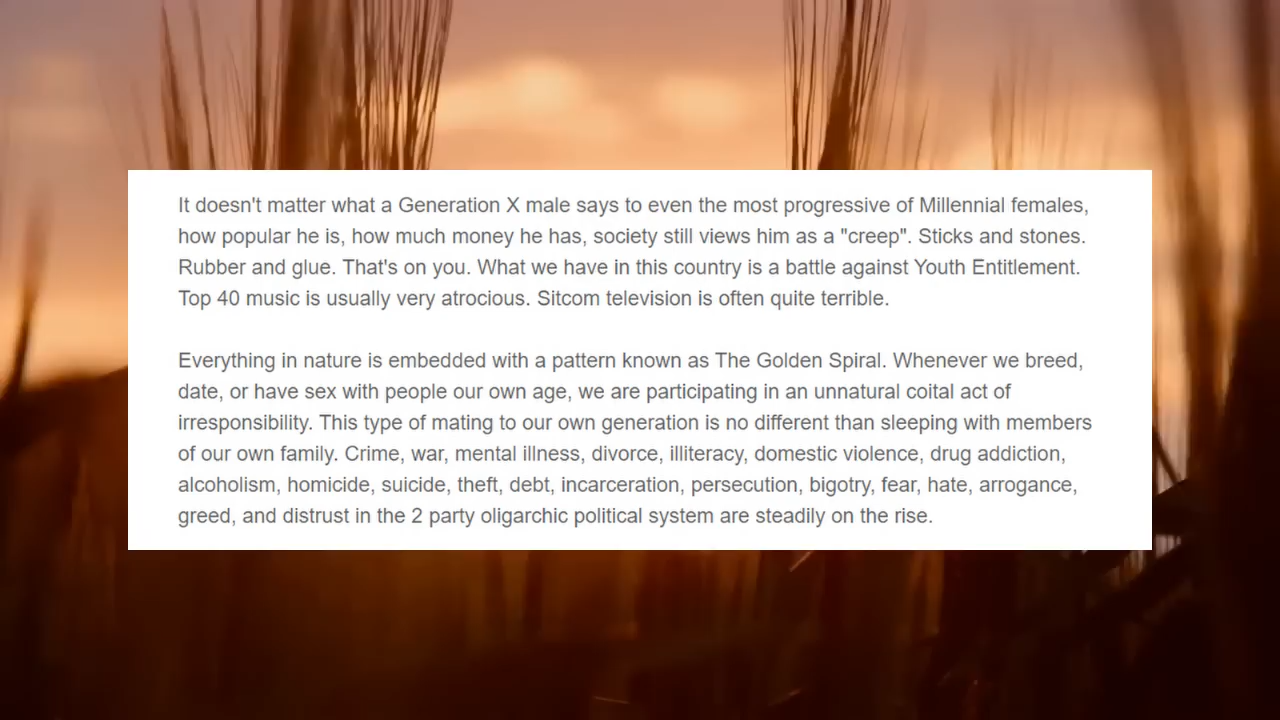 It doesn't matter what a Generation X male says to even the most progressive of Millennial females,
how popular he is, how much money he has, society still views him as a "creep". Sticks and stones.
Rubber and glue. That's on you. What we have in this country is a battle against Youth Entitlement.
Top 40 music is usually very atrocious. Sitcom television is often quite terrible.
Everything in nature is embedded with a pattern known as The Golden Spiral. Whenever we breed,
date, or have sex with people our own age, we are participating in an unnatural coital act of
irresponsibility. This type of mating to our own generation is no different than sleeping with members
of our own family. Crime, war, mental illness, divorce, illiteracy, domestic violence, drug addiction,
alcoholism, homicide, suicide, theft, debt, incarceration, persecution, bigotry, fear, hate, arrogance,
greed, and distrust in the 2 party oligarchic political system are steadily on the rise.